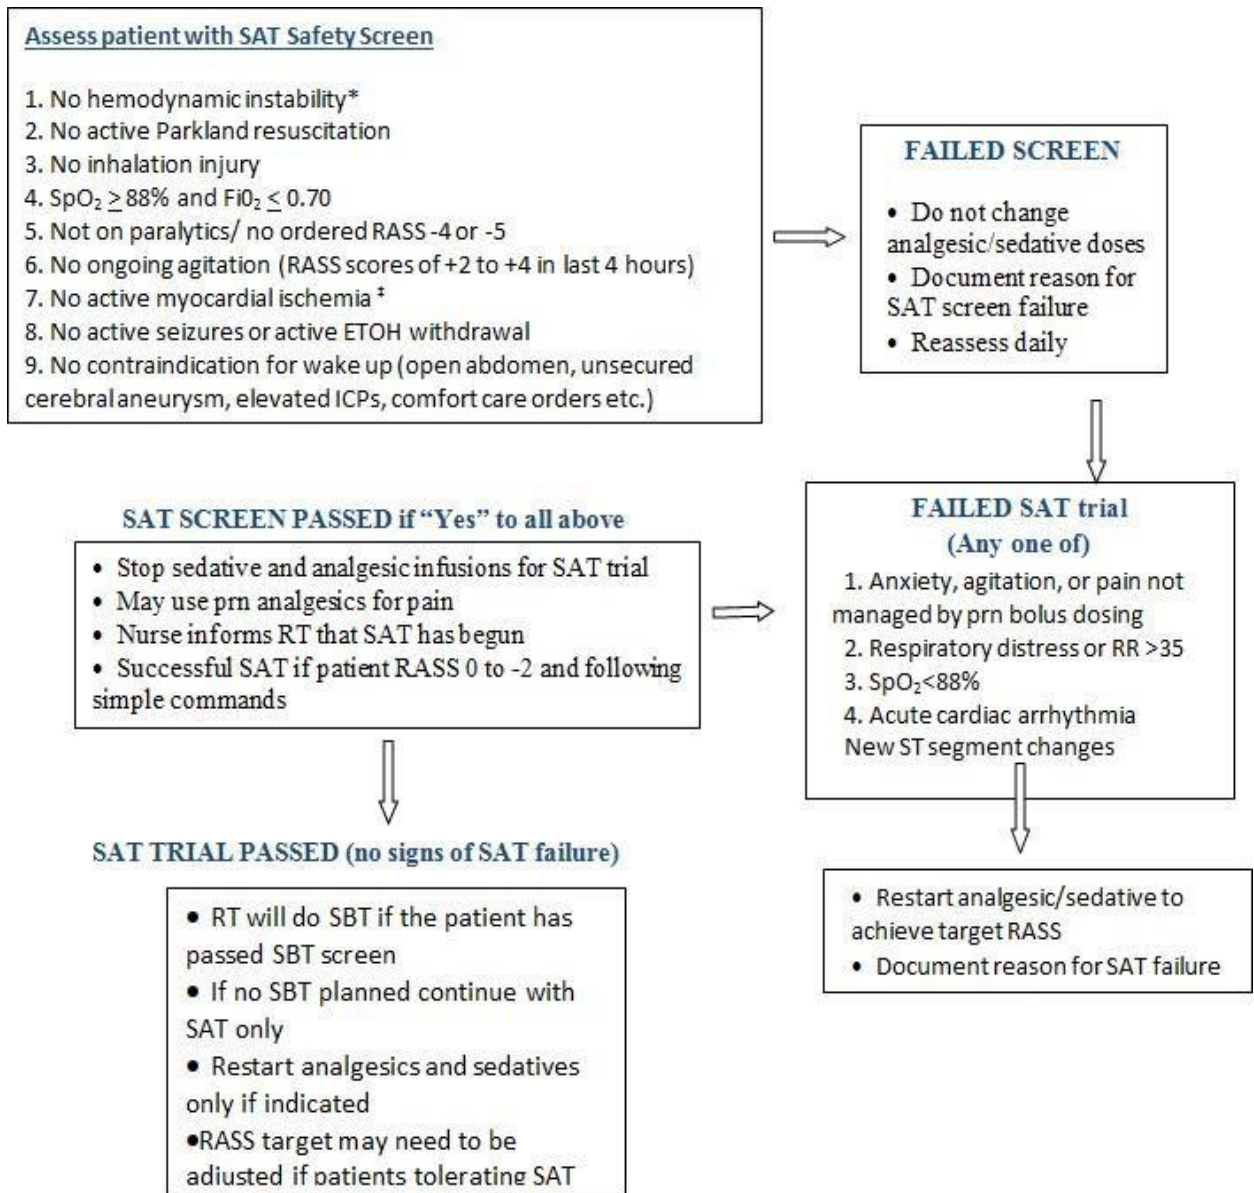 Assess patient with SAT Safety Screen
1. No hemodynamic instability*
2. No active Parkland resuscitation
3. No inhalation injury
4. SpO₂ ≥ 88% and Fi0₂ ≤ 0.70
5. Not on paralytics/ no ordered RASS -4 or -5
6. No ongoing agitation (RASS scores of +2 to +4 in last 4 hours)
7. No active myocardial ischemia ‡
8. No active seizures or active ETOH withdrawal
9. No contraindication for wake up (open abdomen, unsecured
cerebral aneurysm, elevated ICPs, comfort care orders etc.)
FAILED SCREEN
• Do not change
analgesic/sedative doses
• Document reason for
SAT screen failure
• Reassess daily
SAT SCREEN PASSED if “Yes” to all above
• Stop sedative and analgesic infusions for SAT trial
• May use prn analgesics for pain
• Nurse informs RT that SAT has begun
• Successful SAT if patient RASS 0 to -2 and following
simple commands
FAILED SAT trial
(Any one of)
1. Anxiety, agitation, or pain not
managed by prn bolus dosing
2. Respiratory distress or RR >35
3. SpO₂<88%
4. Acute cardiac arrhythmia
New ST segment changes
SAT TRIAL PASSED (no signs of SAT failure)
• RT will do SBT if the patient has
passed SBT screen
• If no SBT planned continue with
SAT only
• Restart analgesics and sedatives
only if indicated
•RASS target may need to be
adjusted if patients tolerating SAT
• Restart analgesic/sedative to
achieve target RASS
• Document reason for SAT failure